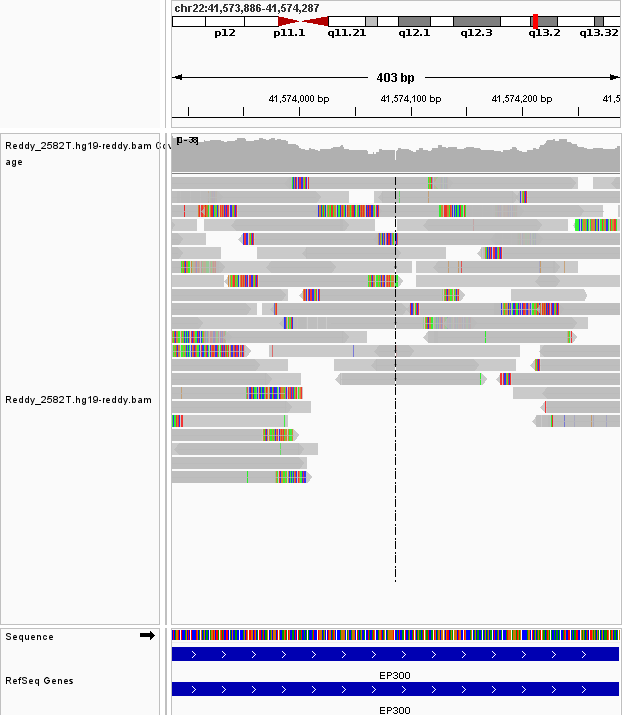 chr22:41,573,886-41,574,287
p12 p11.1 q11.21 q12.1 q12.3 q13.2 q13.32
403 bp
41,574,000 bp 41,574,100 bp 41,574,200 bp 41,5
Reddy_2582T.hg19-reddy.bam Cov
age
Reddy_2582T.hg19-reddy.bam
Sequence
EP300
RefSeq Genes
EP300